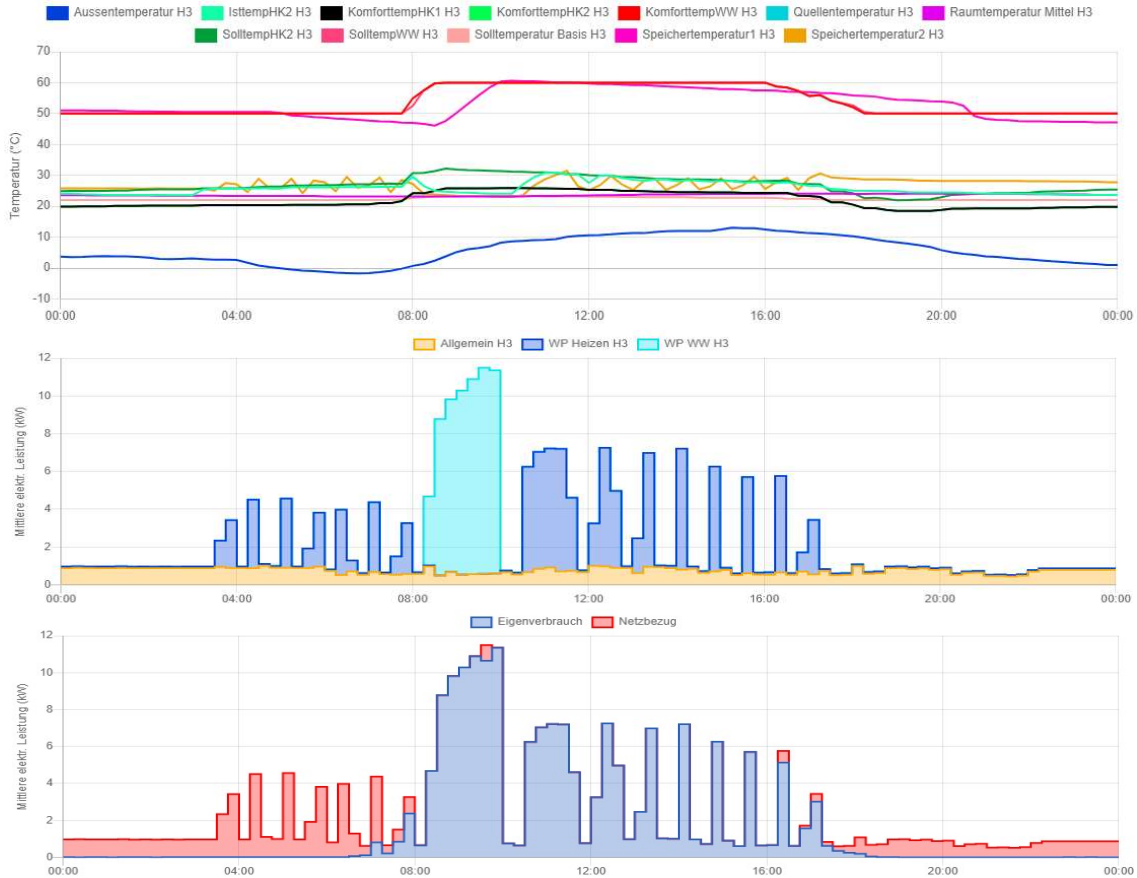 Aussentemperatur H3 IsttempHK2 H3 KomforttempHK1 H3 KomforttempHK2 H3 KomforttempWW H3 Quellentemperatur H3 Raumtemperatur Mittel H3
SolltempHK2 H3 SolltempWW H3 Solltemperatur Basis H3 Speichertemperatur1 H3 Speichertemperatur2 H3
70
60
50
40
30
20
10
0
-10
Temperatur (°C)
00:00 04:00 08:00 12:00 16:00 20:00 00:00
Allgemein H3 WP Heizen H3 WP WW H3
12
10
8
6
4
2
0
Mittlere elektr. Leistung (kW)
00:00 04:00 08:00 12:00 16:00 20:00 00:00
Eigenverbrauch Netzbezug
12
10
8
6
4
2
0
Mittlere elektr. Leistung (kW)
00:00 04:00 08:00 12:00 16:00 20:00 00:00